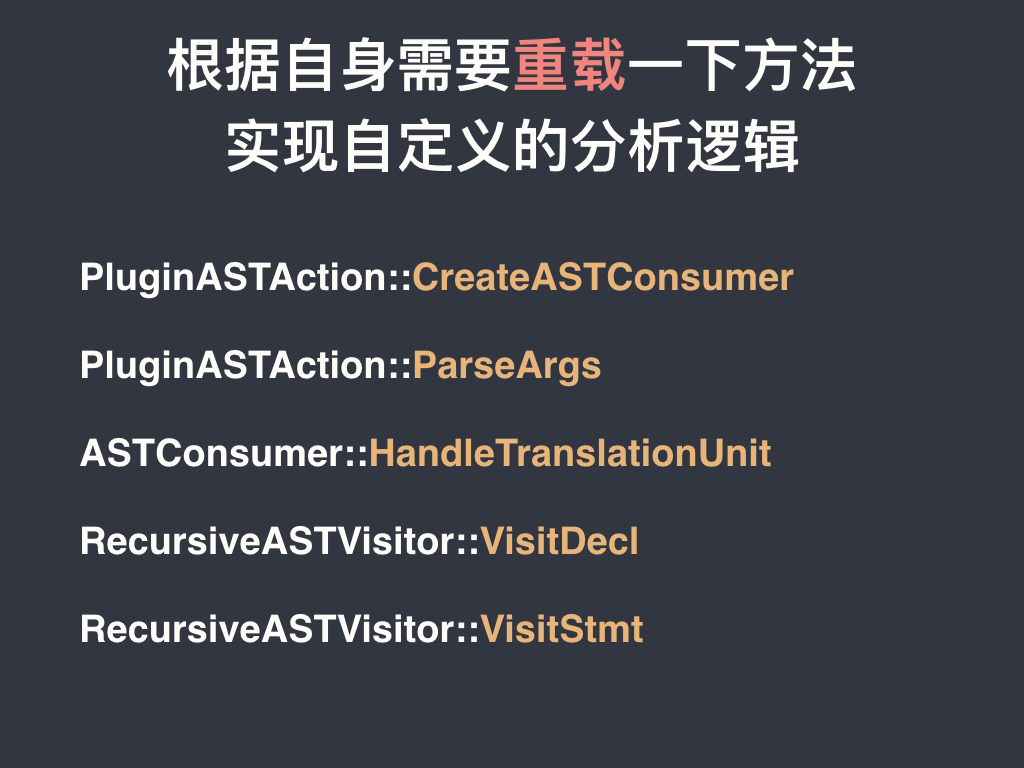 根据自身需要重载一下方法
实现自定义的分析逻辑
PluginASTAction::CreateASTConsumer
PluginASTAction::ParseArgs
ASTConsumer::HandleTranslationUnit
RecursiveASTVisitor::VisitDecl
RecursiveASTVisitor::VisitStmt